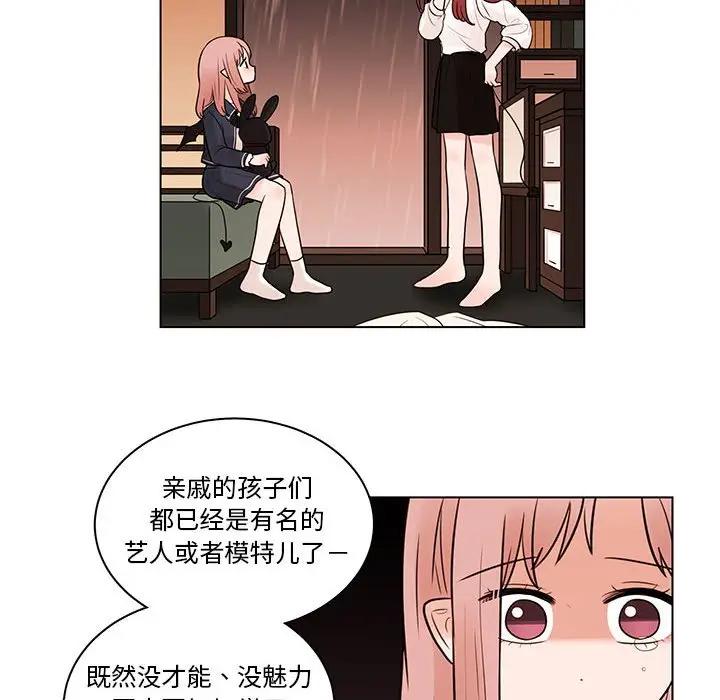 亲戚的孩子们
都已经是有名的
艺人或者模特儿了—
既然没才能、没魅力